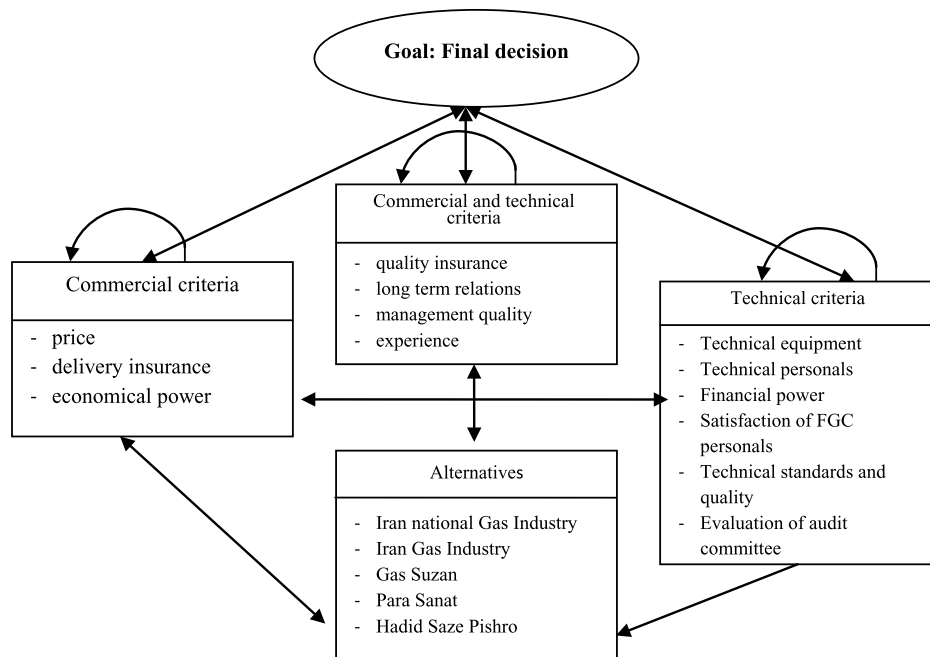 Goal: Final decision
Commercial and technical
criteria
- quality insurance
- long term relations
- management quality
- experience
Commercial criteria
- price
- delivery insurance
- economical power
Technical criteria
- Technical equipment
- Technical personals
- Financial power
- Satisfaction of FGC
personals
- Technical standards and
quality
- Evaluation of audit
committee
Alternatives
- Iran national Gas Industry
- Iran Gas Industry
- Gas Suzan
- Para Sanat
- Hadid Saze Pishro